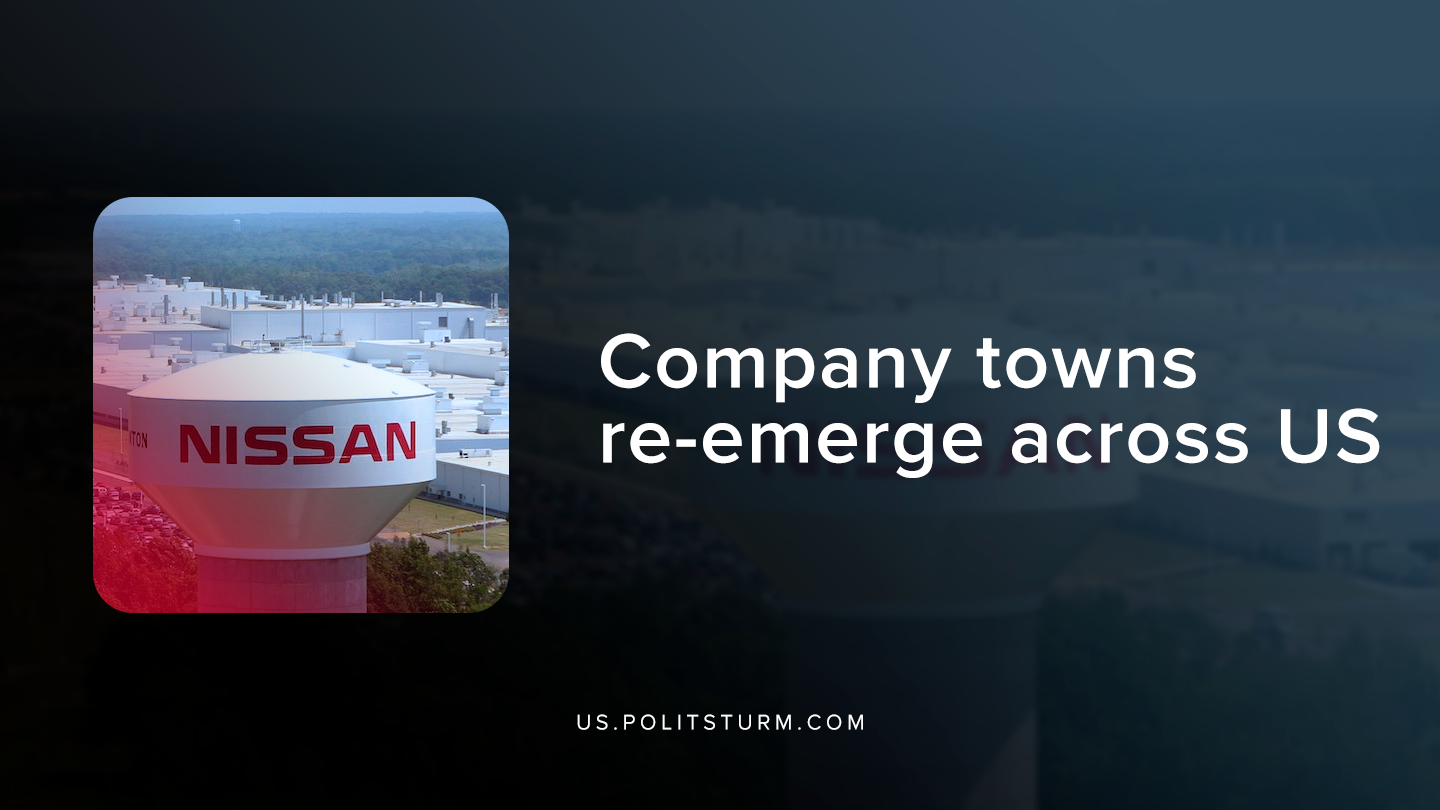 NISSAN
Company towns
re-emerge across US
US.POLITSTURM.COM